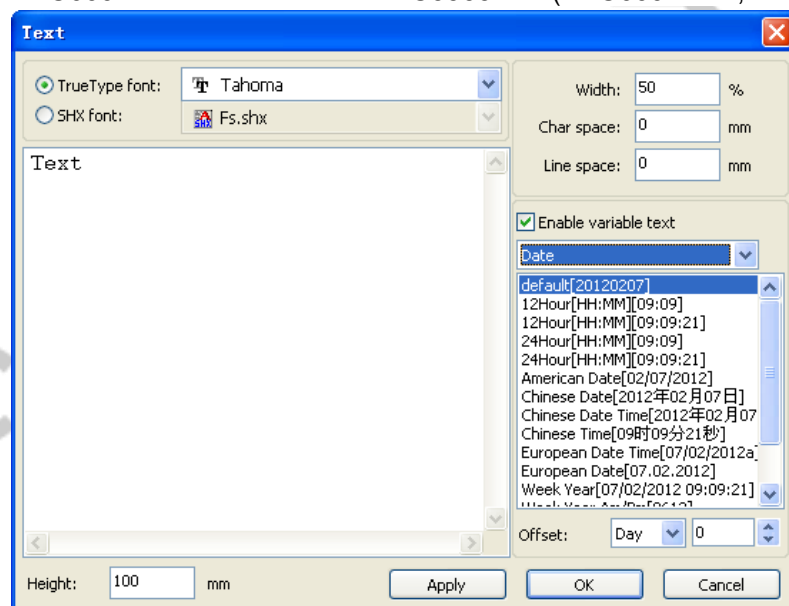 Text
TrueType font: Tahoma
SHX font: Fs.shx
Width: 50 %
Char space: 0 mm
Line space: 0 mm
Text
Enable variable text
Date
default[20120207]
12Hour[HH:MM][09:09]
12Hour[HH:MM][09:09:21]
24Hour[HH:MM][09:09]
24Hour[HH:MM][09:09:21]
American Date[02/07/2012]
Chinese Date[2012年02月07日]
Chinese Date Time[2012年02月07
Chinese Time[09时09分21秒]
European Date Time[07/02/2012a]
European Date[07.02.2012]
Week Year[07/02/2012 09:09:21]
Offset: Day 0
Height: 100 mm
Apply
OK
Cancel